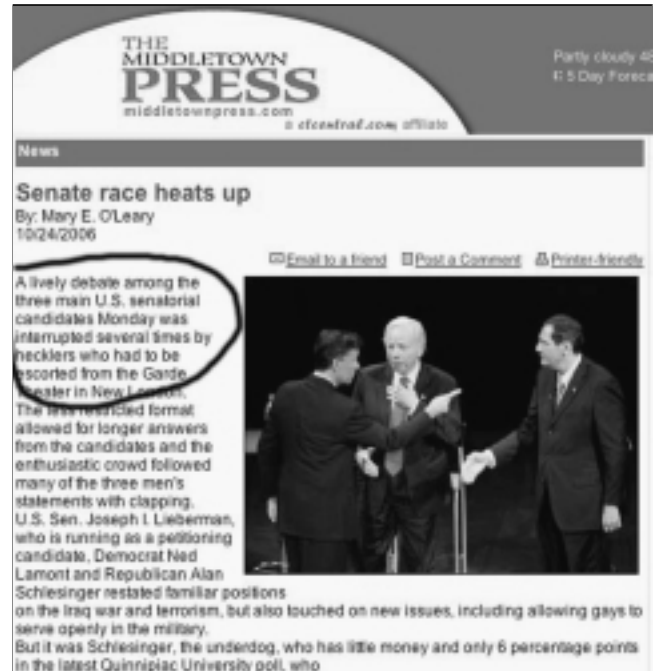 THE
MIDDLETOWN
PRESS
middletownpress.com
a ctcentral.com affiliate
Partly cloudy 48
5 Day Foreca
News
Senate race heats up
By: Mary E. O'Leary
10/24/2006
Email to a friend Post a Comment Printer-friendly
A lively debate among the
three main U.S. senatorial
candidates Monday was
interrupted several times by
hecklers who had to be
escorted from the Garde
Theater in New London.
The less restricted format
allowed for longer answers
from the candidates and the
enthusiastic crowd followed
many of the three men's
statements with clapping.
U.S. Sen. Joseph I. Lieberman,
who is running as a petitioning
candidate, Democrat Ned
Lamont and Republican Alan
Schlesinger restated familiar positions
on the Iraq war and terrorism, but also touched on new issues, including allowing gays to
serve openly in the military.
But it was Schlesinger, the underdog, who has little money and only 6 percentage points
in the latest Quinnipiac University poll, who